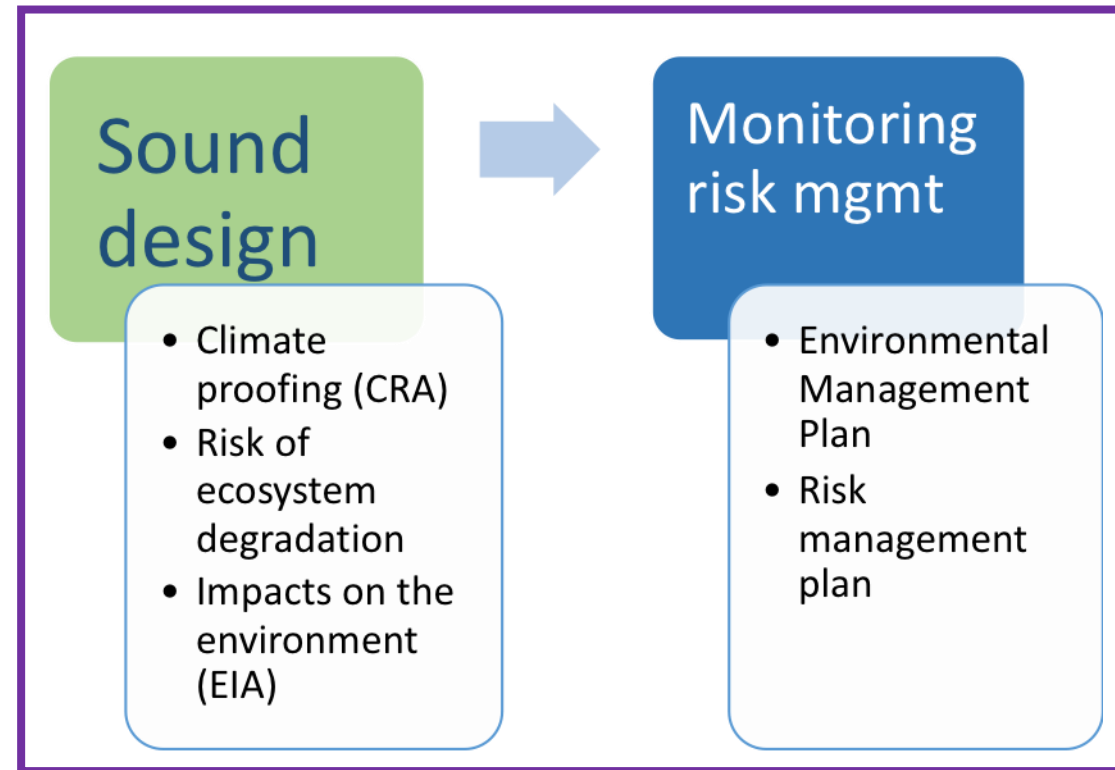 Sound
design
• Climate
proofing (CRA)
• Risk of
ecosystem
degradation
• Impacts on the
environment
(EIA)
Monitoring
risk mgmt
• Environmental
Management
Plan
• Risk
management
plan